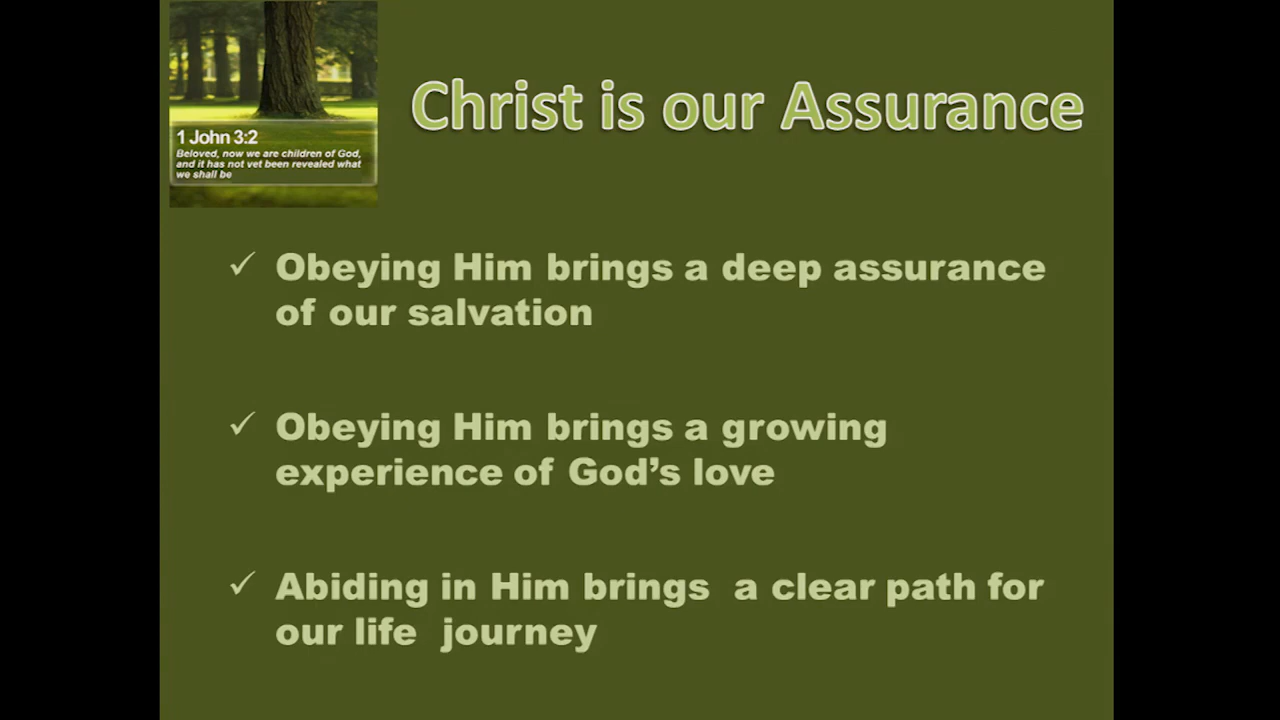 Christ is our Assurance
1 John 3:2
Beloved, now we are children of God,
and it has not yet been revealed what
we shall be
✓ Obeying Him brings a deep assurance
of our salvation
✓ Obeying Him brings a growing
experience of God’s love
✓ Abiding in Him brings a clear path for
our life journey